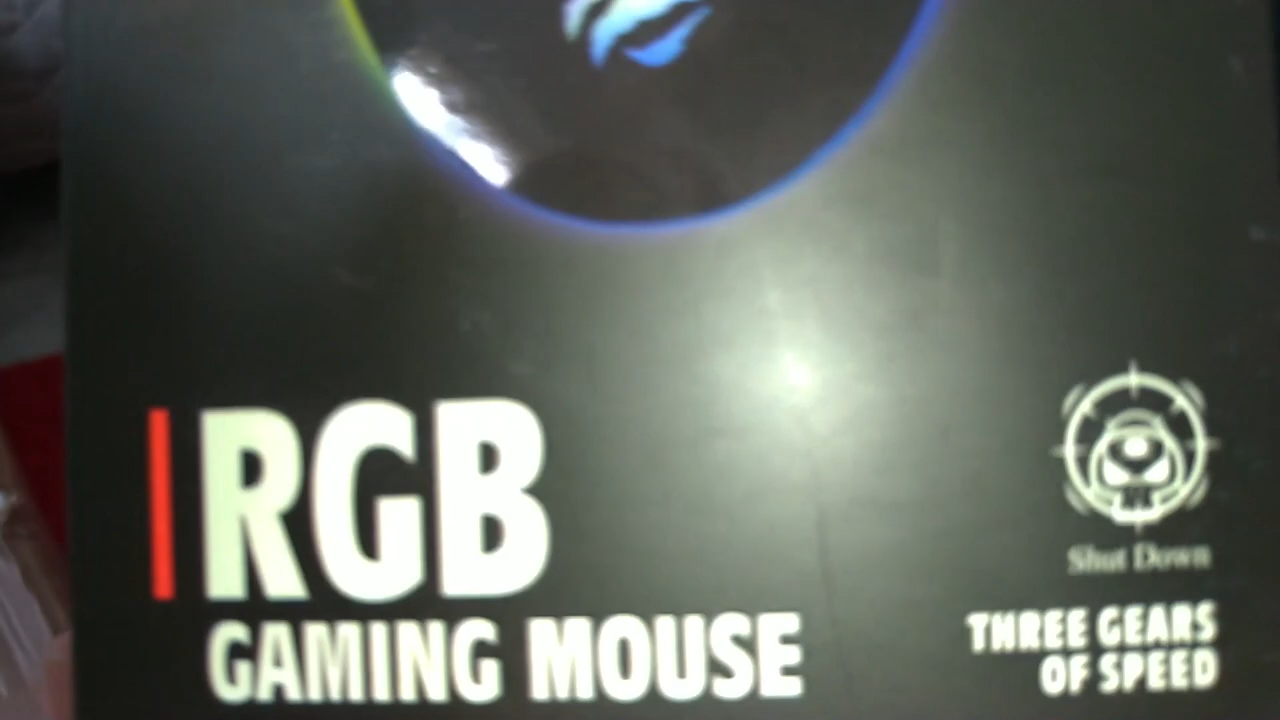 RGB
GAMING MOUSE
Shut Down
THREE GEARS
OF SPEED